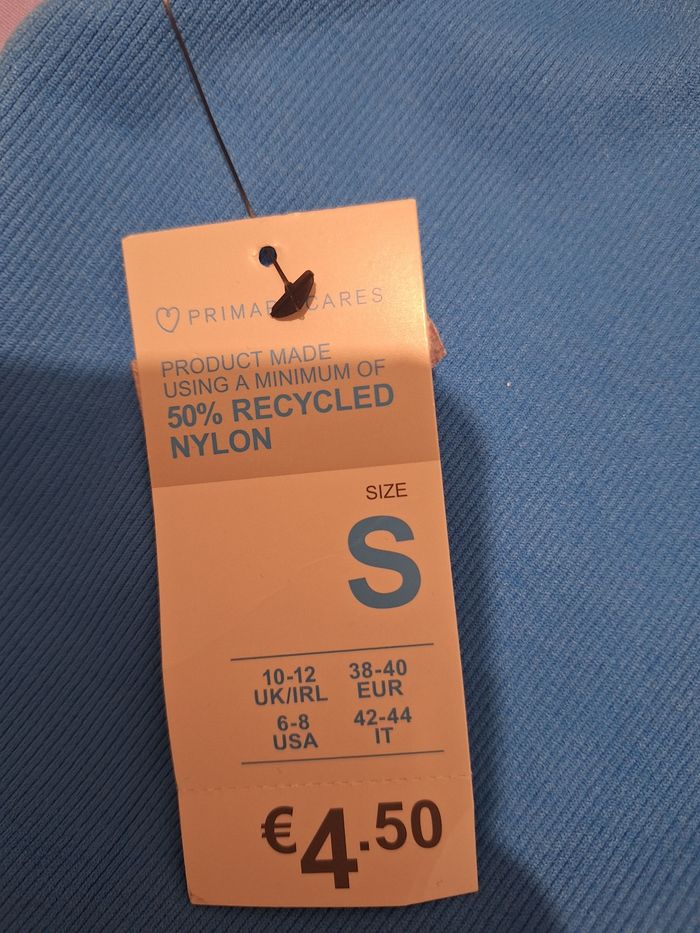 CARES
PRODUCT MADE
USING A MINIMUM OF
50% RECYCLED
NYLON
SIZE
S
10-12 38-40
UK/IRL EUR
6-8 42-44
USA IT
€4.50